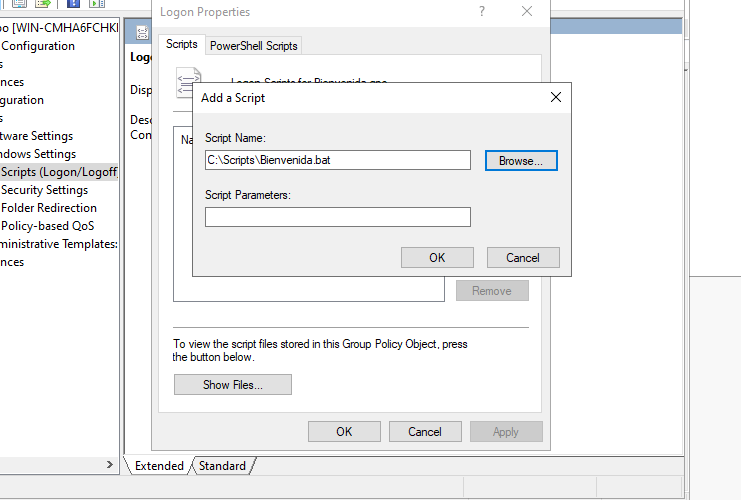 Logon Properties
?
po [WIN-CMHA6FCHKI
Configuration
s
nces
iguration
s
tware Settings
ndows Settings
Scripts (Logon/Logoff
Security Settings
Folder Redirection
Policy-based QoS
ministrative Templates:
nces
Logo
Disp
Desc
Con
Scripts
PowerShell Scripts
Logon Scripts for Bienvenida.gpo
Na
Add a Script
Script Name:
C:\Scripts\Bienvenida.bat
Browse...
Script Parameters:
OK
Cancel
Remove
To view the script files stored in this Group Policy Object, press
the button below.
Show Files...
OK
Cancel
Apply
Extended
Standard